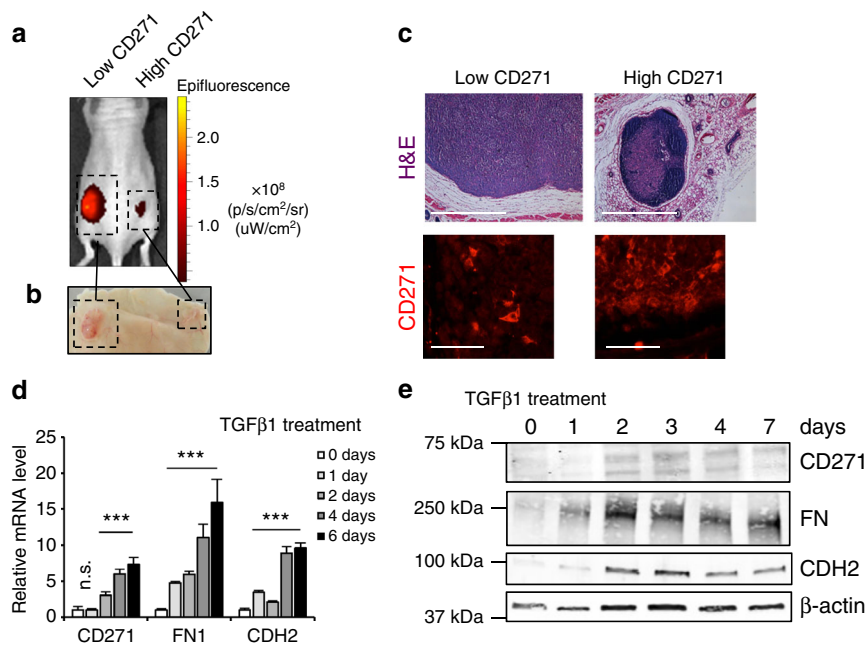 a
Low CD271
High CD271
Epifluorescence
2.0
1.5
1.0
×10⁸
(p/s/cm²/sr)
(uW/cm²)
b
c
Low CD271
High CD271
H&E
CD271
d
TGFβ1 treatment
Relative mRNA level
25
20
15
10
5
0
n.s.
***
***
***
0 days
1 day
2 days
4 days
6 days
CD271
FN1
CDH2
e
TGFβ1 treatment
0 1 2 3 4 7 days
75 kDa
CD271
250 kDa
FN
100 kDa
CDH2
37 kDa
β-actin